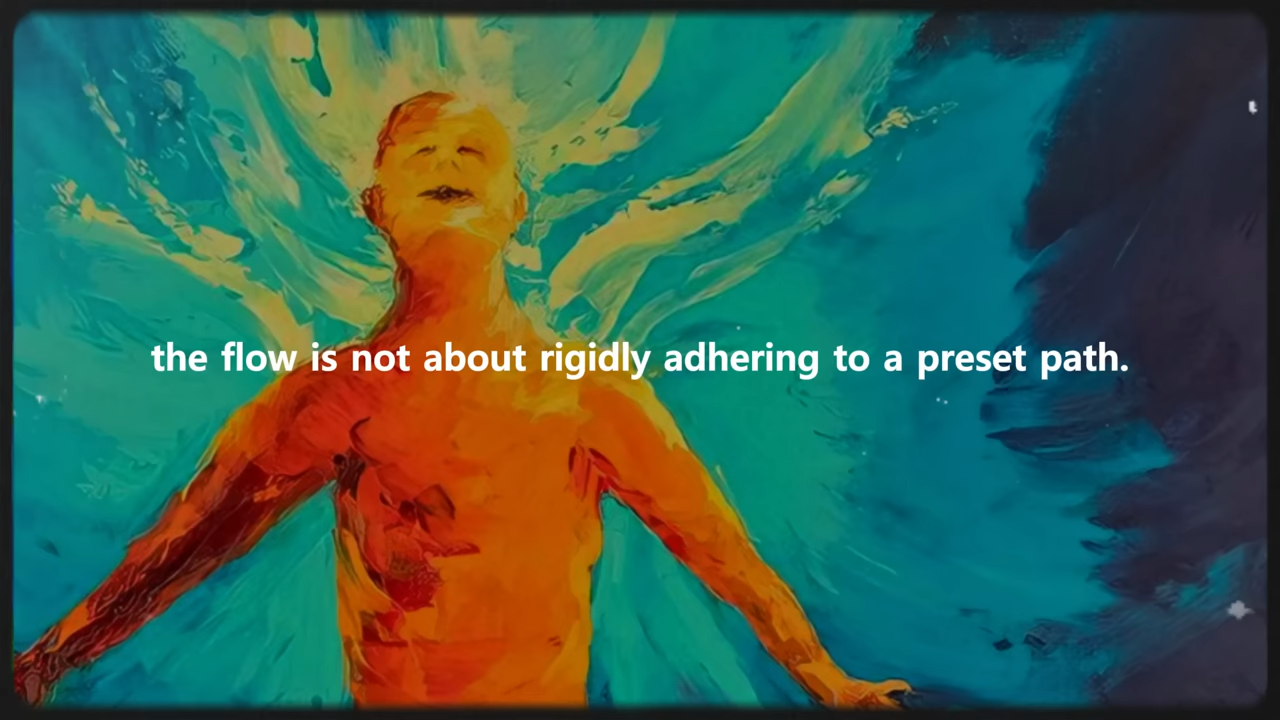 the flow is not about rigidly adhering to a preset path.